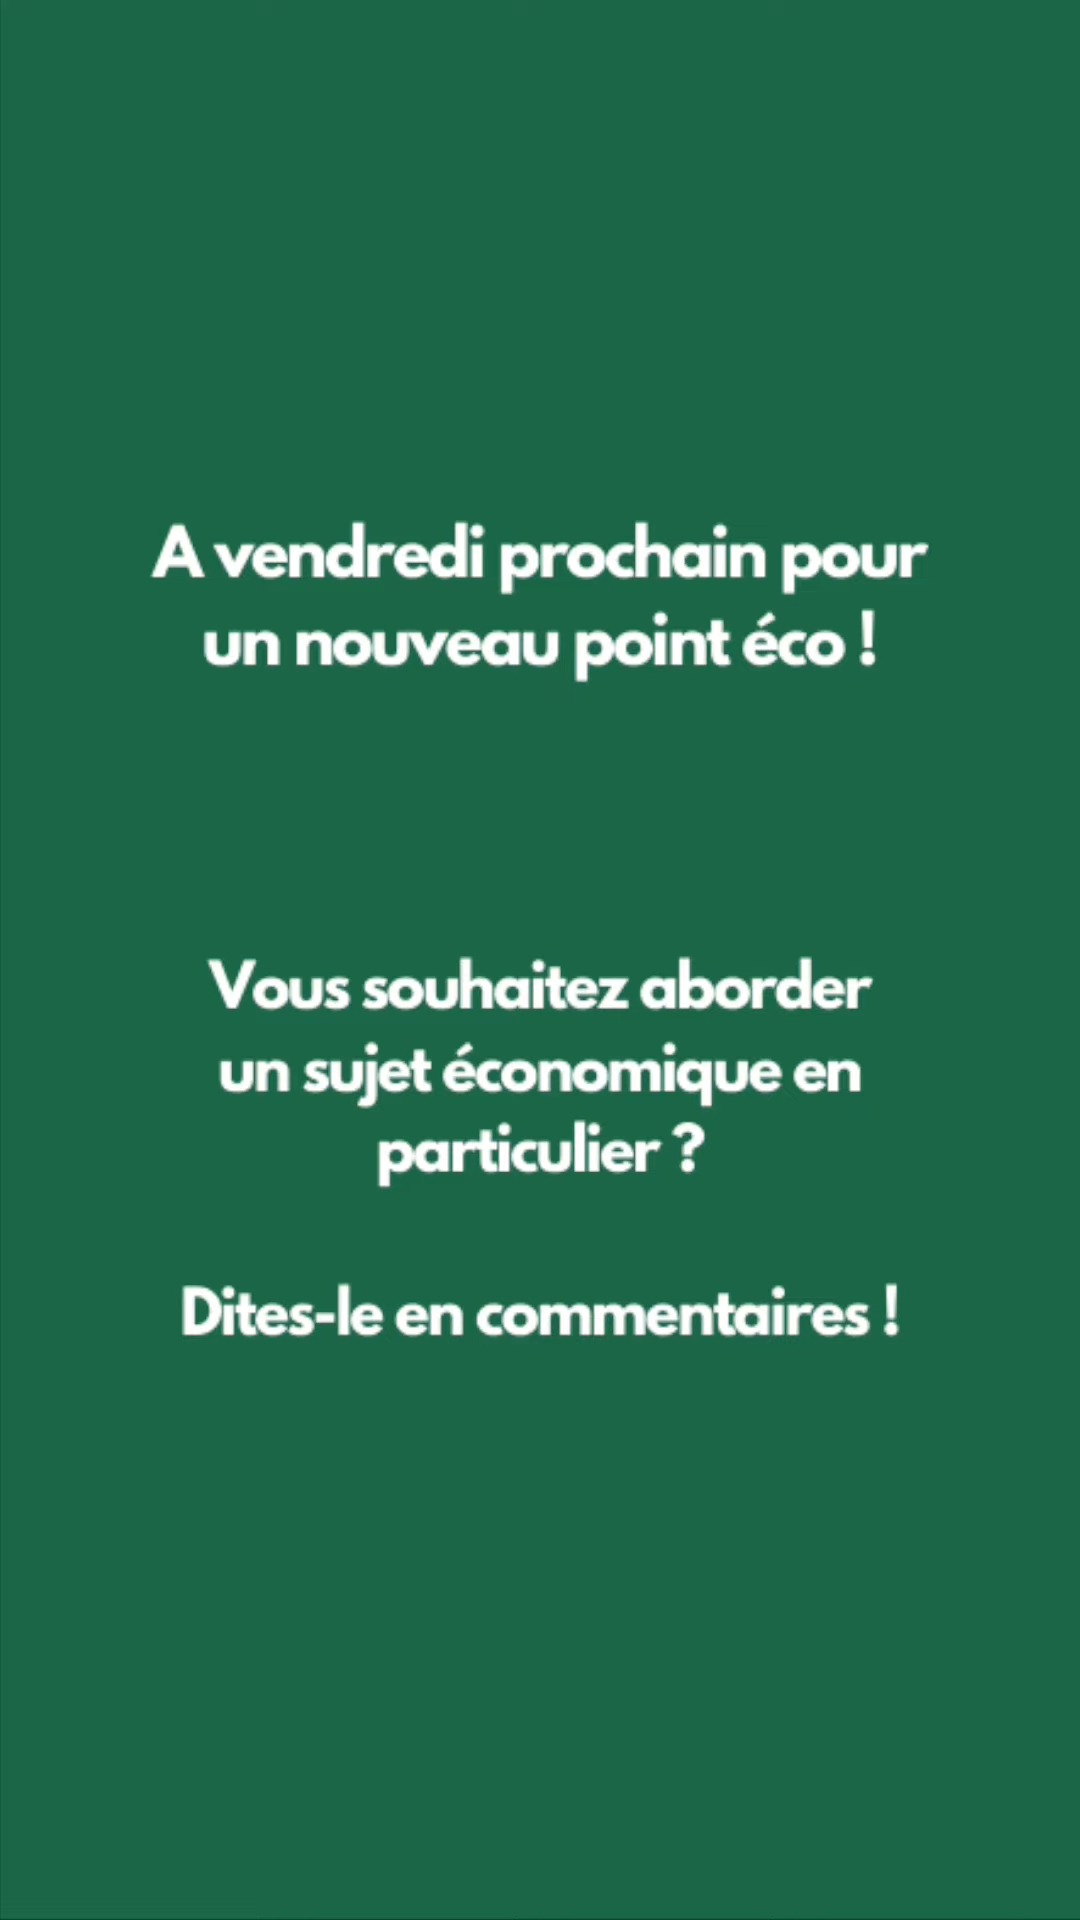 A vendredi prochain pour
un nouveau point éco !
Vous souhaitez aborder
un sujet économique en
particulier ?
Dites-le en commentaires !